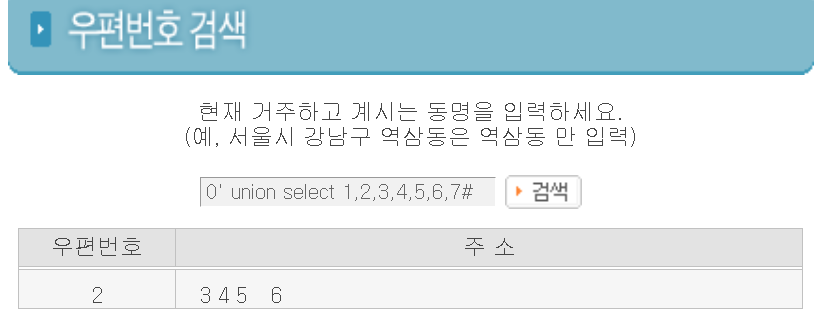 우편번호 검색
현재 거주하고 계시는 동명을 입력하세요.
(예, 서울시 강남구 역삼동은 역삼동 만 입력)
0' union select 1,2,3,4,5,6,7# 검색
우편번호 주 소
2 3 4 5 6